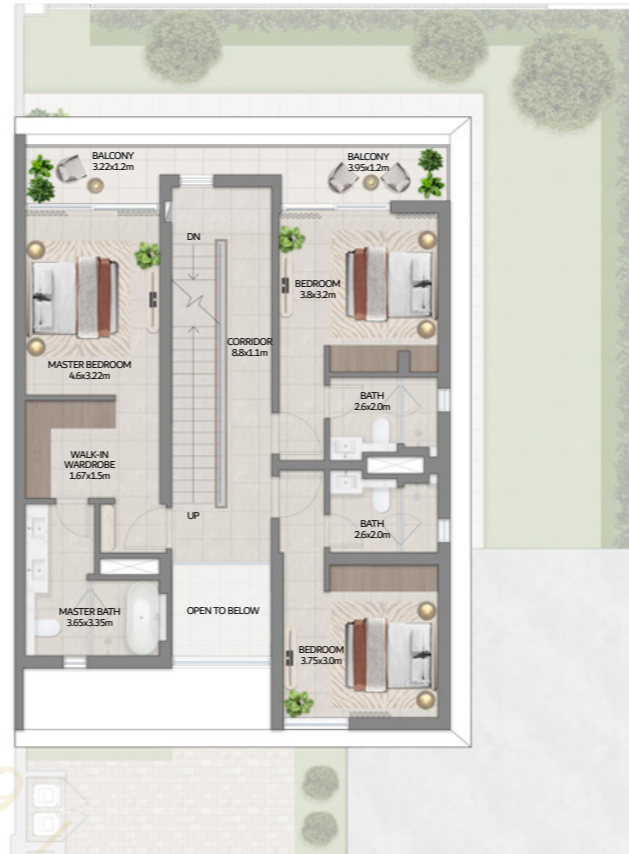 BALCONY
3.22x1.2m
BALCONY
3.95x1.2m
DN
BEDROOM
3.8x3.2m
CORRIDOR
8.8x1.1m
MASTER BEDROOM
4.6x3.22m
BATH
2.6x2.0m
WALK-IN
WARDROBE
1.67x1.5m
UP
BATH
2.6x2.0m
MASTER BATH
3.65x3.35m
OPEN TO BELOW
BEDROOM
3.75x3.0m